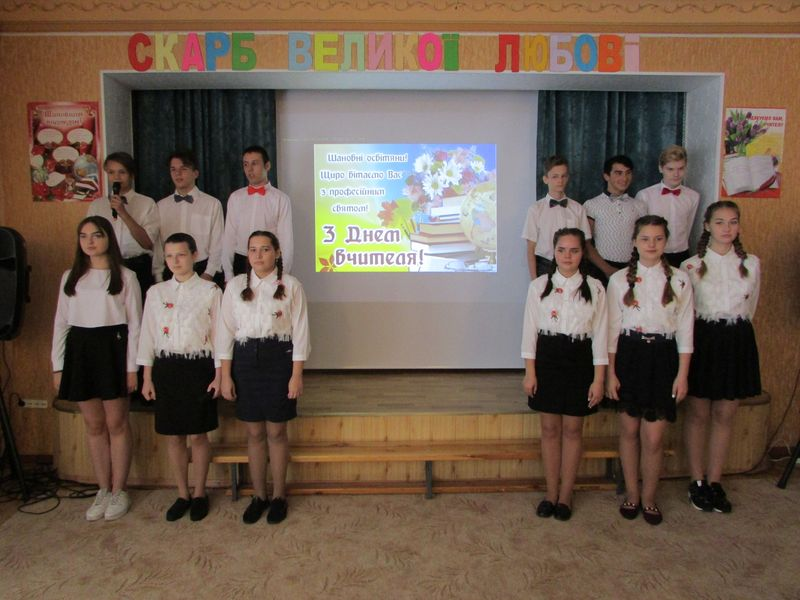 СКАРБ ВЕЛИКОЇ ЛЮБОВІ
Шановні освітяни!
Щиро вітаємо Вас
з професійним
святом!
З Днем
Вчителя!